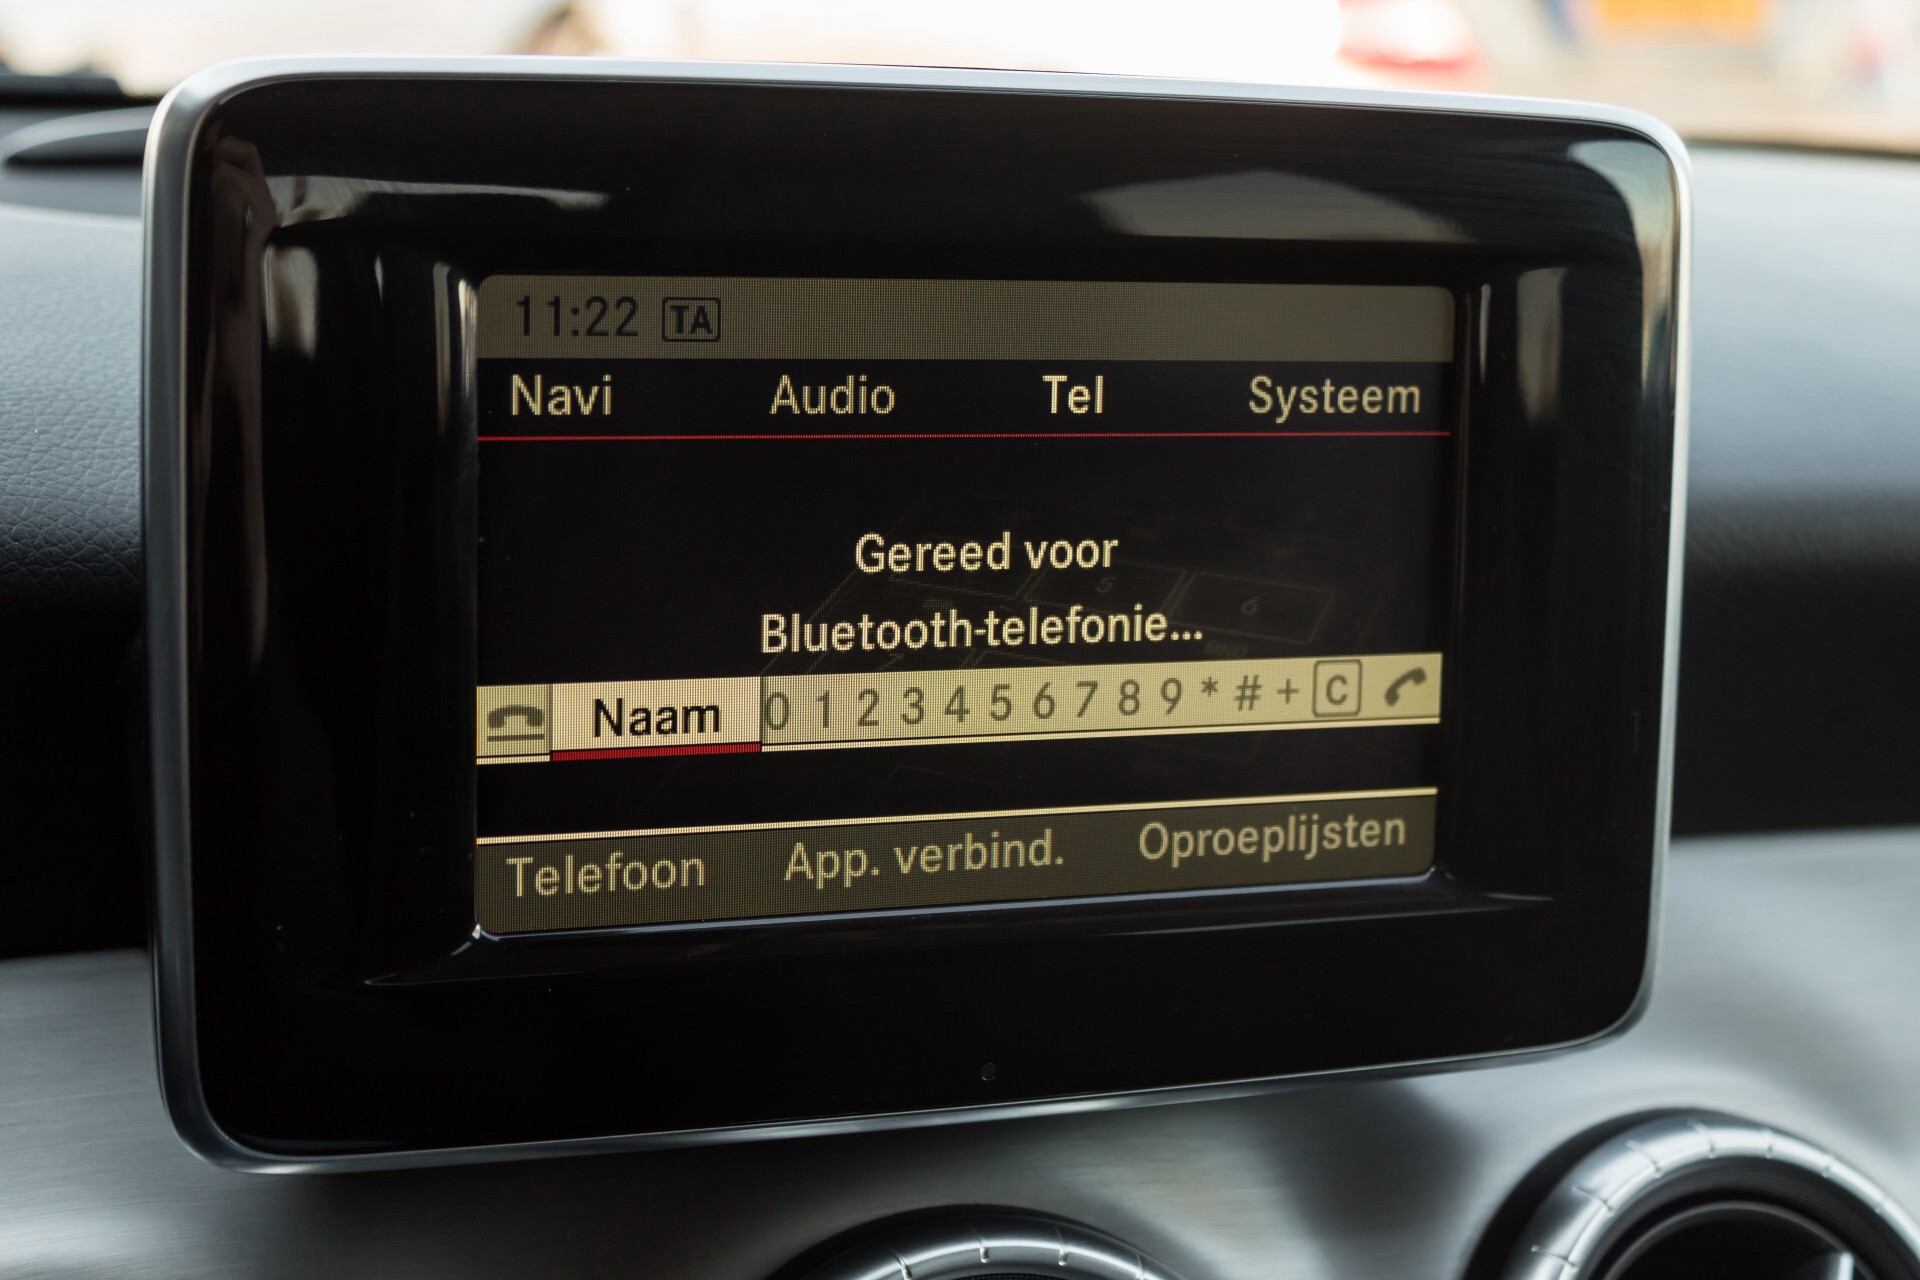 11:22 TA
Navi Audio Tel Systeem
Gereed voor
Bluetooth-telefonie...
Naam 0 1 2 3 4 5 6 7 8 9 * # + C
Telefoon App. verbind. Oproeplijsten